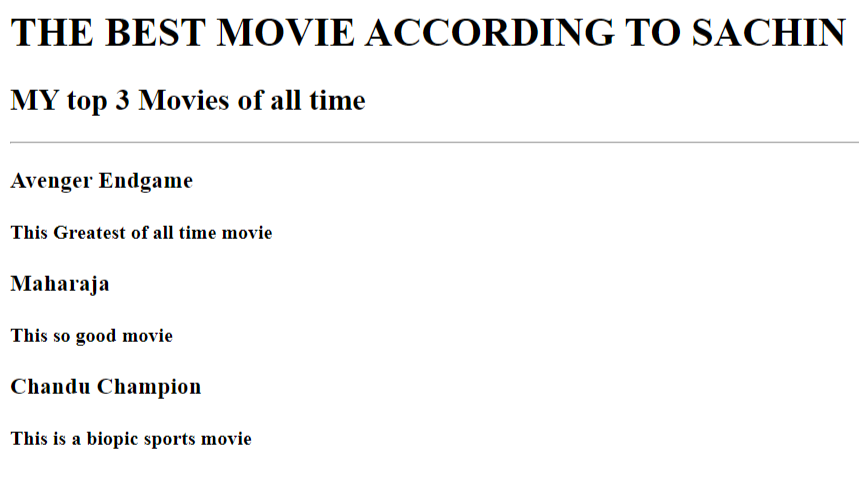 THE BEST MOVIE ACCORDING TO SACHIN
MY top 3 Movies of all time
Avenger Endgame
This Greatest of all time movie
Maharaja
This so good movie
Chandu Champion
This is a biopic sports movie